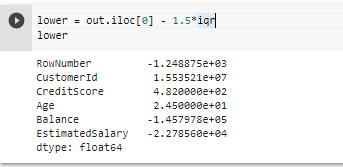 lower = out.iloc[0] - 1.5*iqr
lower
RowNumber -1.248875e+03
CustomerId 1.553521e+07
CreditScore 4.820000e+02
Age 2.450000e+01
Balance -1.457978e+05
EstimatedSalary -2.278560e+04
dtype: float64